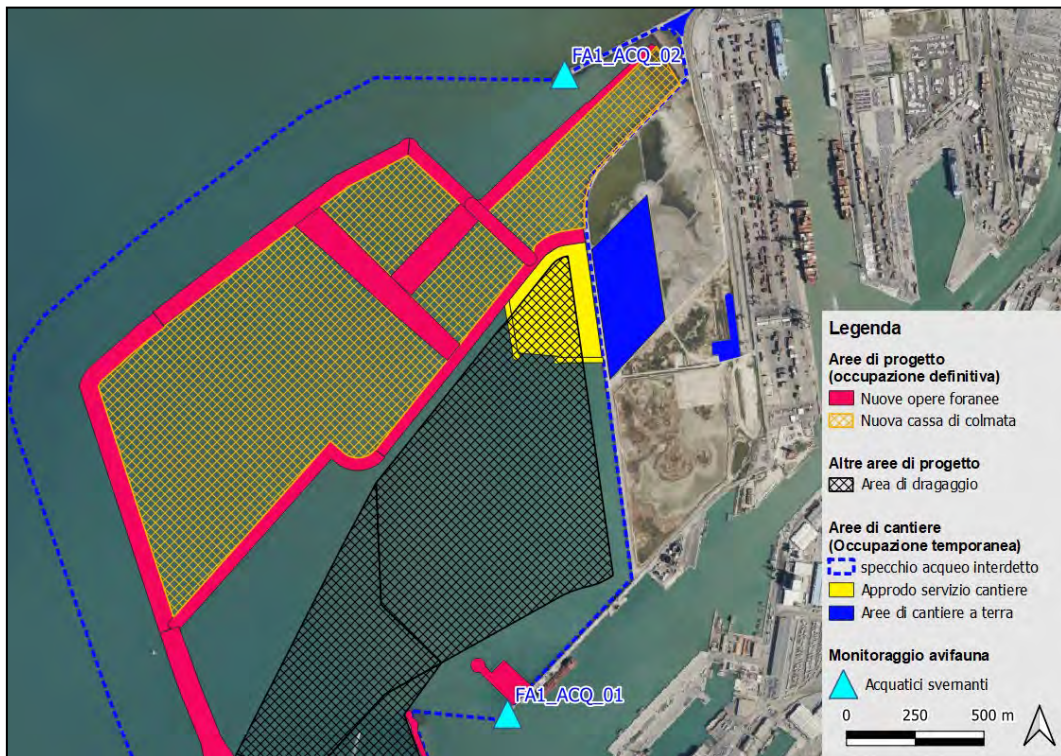 FA1_ACQ_02
FA1_ACQ_01
Legenda
Aree di progetto
(occupazione definitiva)
Nuove opere foranee
Nuova cassa di colmata
Altre aree di progetto
Area di dragaggio
Aree di cantiere
(Occupazione temporanea)
specchio acqueo interdetto
Approdo servizio cantiere
Aree di cantiere a terra
Monitoraggio avifauna
Acquatici svernanti
0 250 500 m